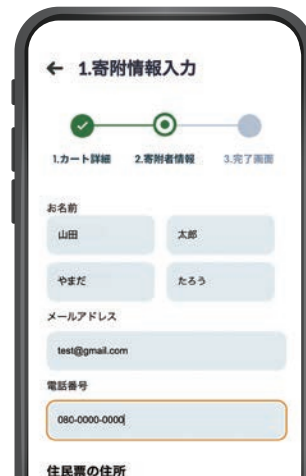 ← 1.寄附情報入力
1.カート詳細 2.寄附者情報 3.完了画面
お名前
山田 太郎
やまだ たろう
メールアドレス
test@gmail.com
電話番号
080-0000-0000
住民票の住所